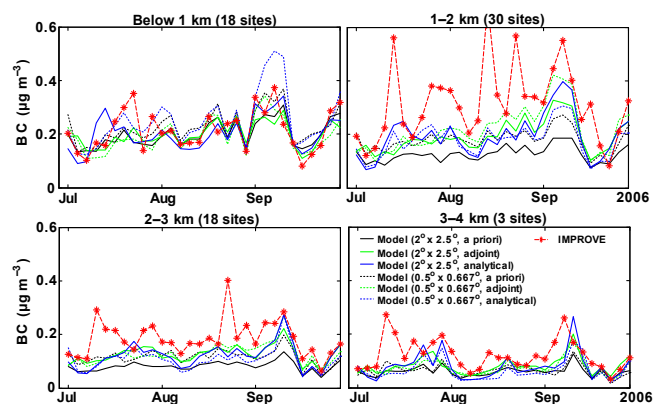 Below 1 km (18 sites)
1–2 km (30 sites)
BC (µg m⁻³)
0.6
0.4
0.2
0
Jul
Aug
Sep
Jul
Aug
Sep
2006
2–3 km (18 sites)
3–4 km (3 sites)
BC (µg m⁻³)
0.6
0.4
0.2
0
Model (2° x 2.5°, a priori)
Model (2° x 2.5°, adjoint)
Model (2° x 2.5°, analytical)
Model (0.5° x 0.667°, a priori)
Model (0.5° x 0.667°, adjoint)
Model (0.5° x 0.667°, analytical)
IMPROVE
Jul
Aug
Sep
Jul
Aug
Sep
2006